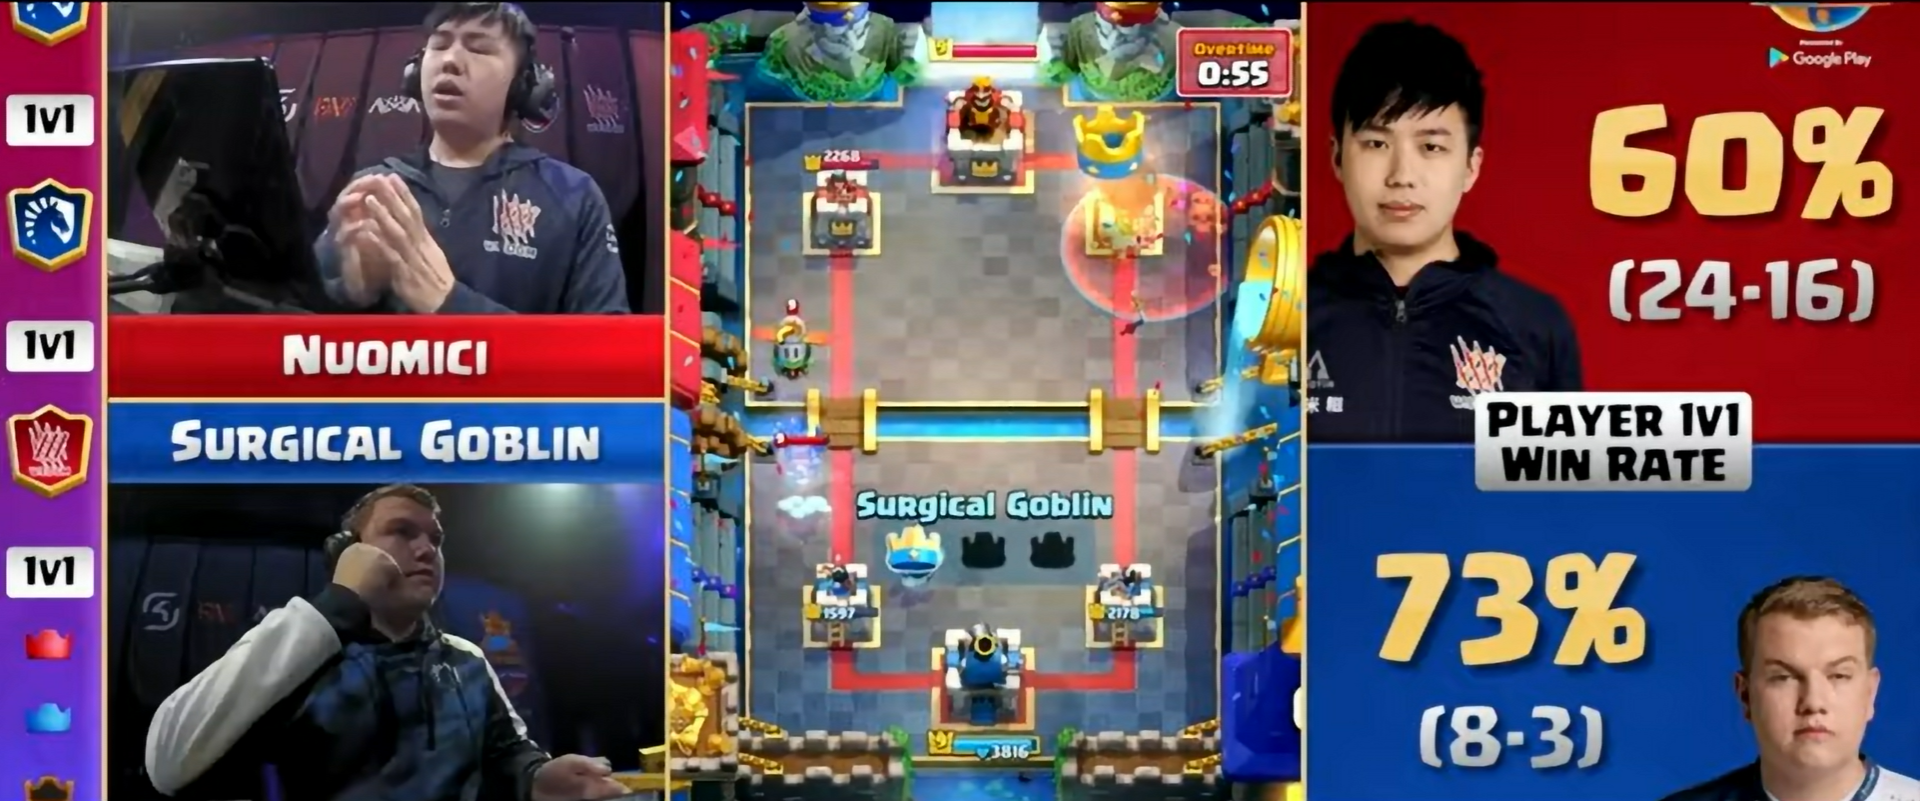 1v1
1v1
1v1
NUOMICI
SURGICAL GOBLIN
Overtime
0:55
2268
Surgical Goblin
1597
2178
3816
Google Play
60%
(24-16)
PLAYER 1V1
WIN RATE
73%
(8-3)